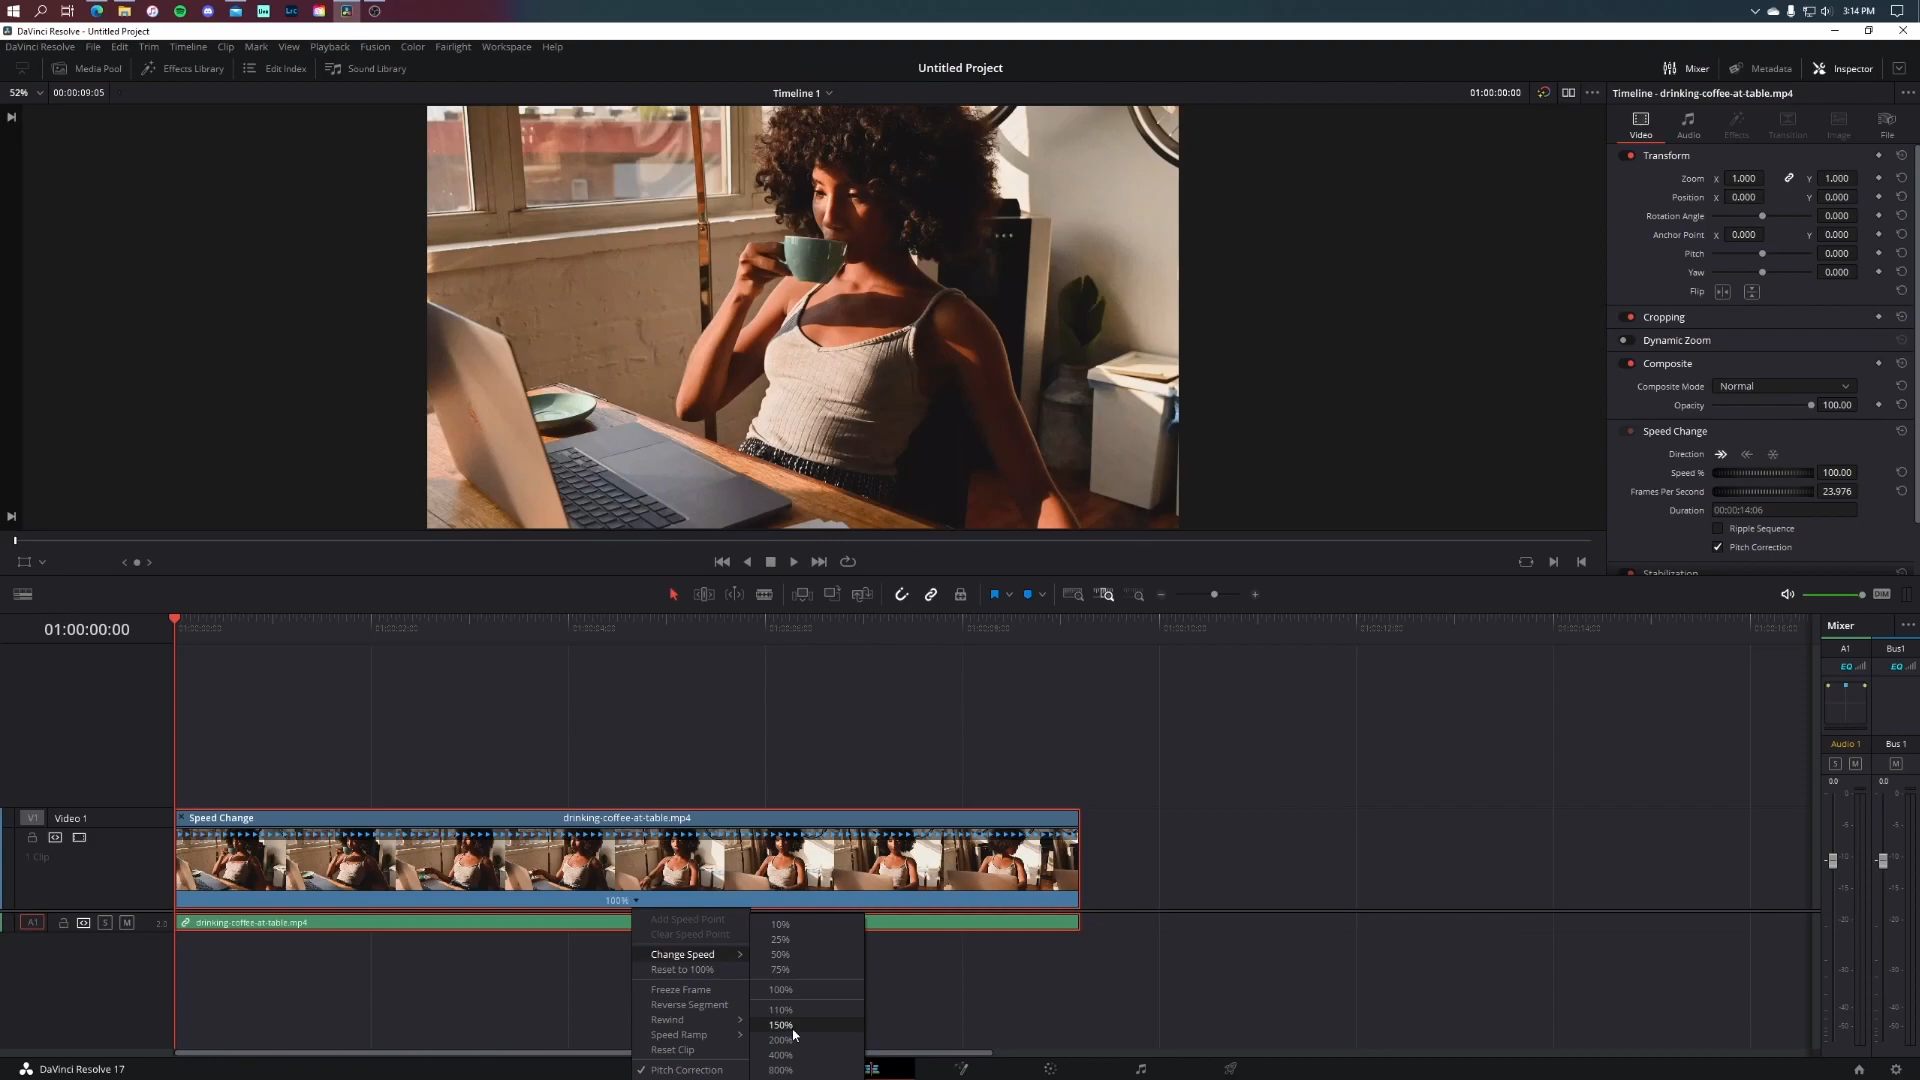 3:14 PM
DaVinci Resolve - Untitled Project
DaVinci Resolve File Edit Trim Timeline Clip Mark View Playback Fusion Color Fairlight Workspace Help
Media Pool Effects Library Edit Index Sound Library Untitled Project Mixer Metadata Inspector
52% 00:00:09:05 Timeline 1 01:00:00:00 Timeline - drinking-coffee-at-table.mp4
Video Audio Effects Transition Image File
Transform
Zoom X 1.000 Y 1.000
Position X 0.000 Y 0.000
Rotation Angle 0.000
Anchor Point X 0.000 Y 0.000
Pitch 0.000
Yaw 0.000
Flip
Cropping
Dynamic Zoom
Composite
Composite Mode Normal
Opacity 100.00
Speed Change
Direction
Speed % 100.00
Frames Per Second 23.976
Duration 00:00:14:06
Ripple Sequence
Pitch Correction
Stabilization
DIM
01:00:00:00
Mixer
A1 Bus1
EQ EQ
Audio 1 Bus 1
S M M
0.0 0.0
V1 Video 1
1 Clip
Speed Change drinking-coffee-at-table.mp4
100%
A1 S M 2.0 drinking-coffee-at-table.mp4
Add Speed Point
Clear Speed Point
Change Speed
Reset to 100%
Freeze Frame
Reverse Segment
Rewind
Speed Ramp
Reset Clip
Pitch Correction
10%
25%
50%
75%
100%
110%
150%
200%
400%
800%
DaVinci Resolve 17